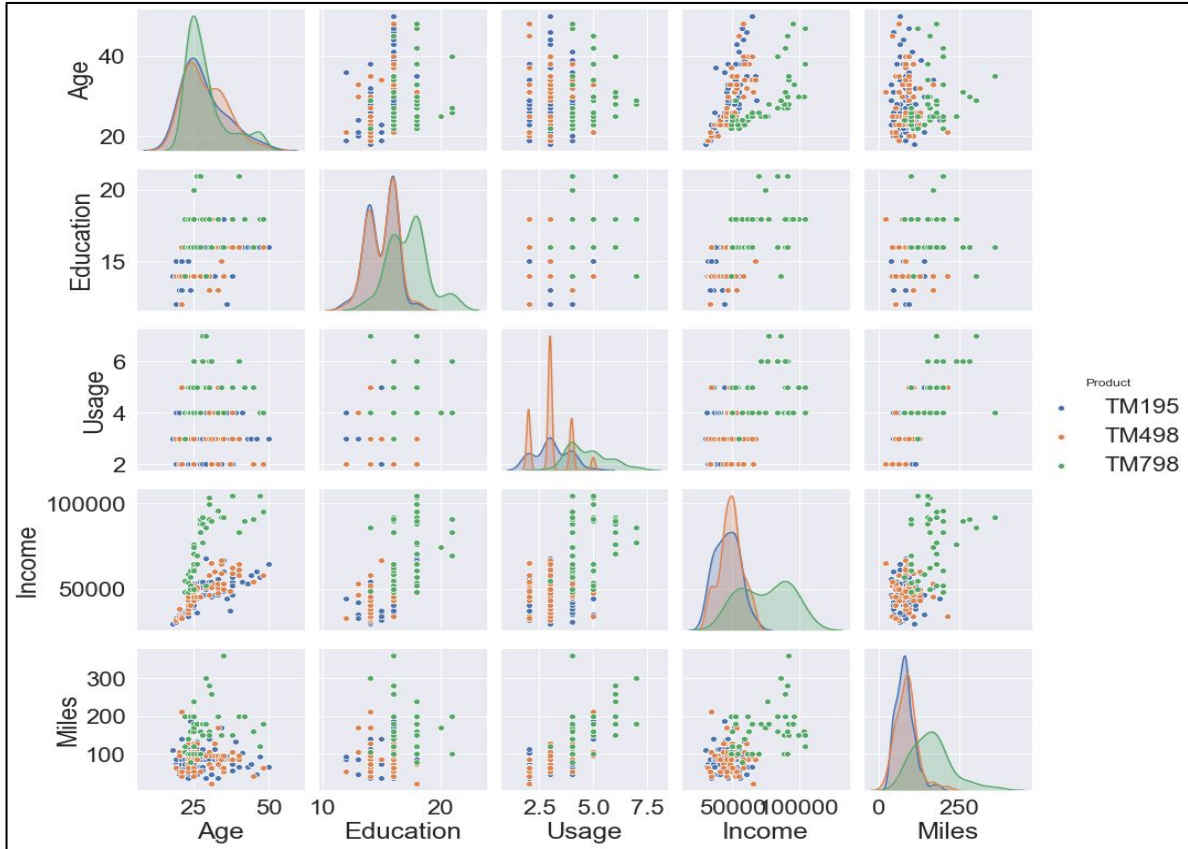 Age
40
20
Education
20
15
Usage
6
4
2
Income
100000
50000
Miles
300
200
100
25 50
10 20
2.5 5.0 7.5
50000 100000
0 250
Age Education Usage Income Miles
Product
TM195
TM498
TM798